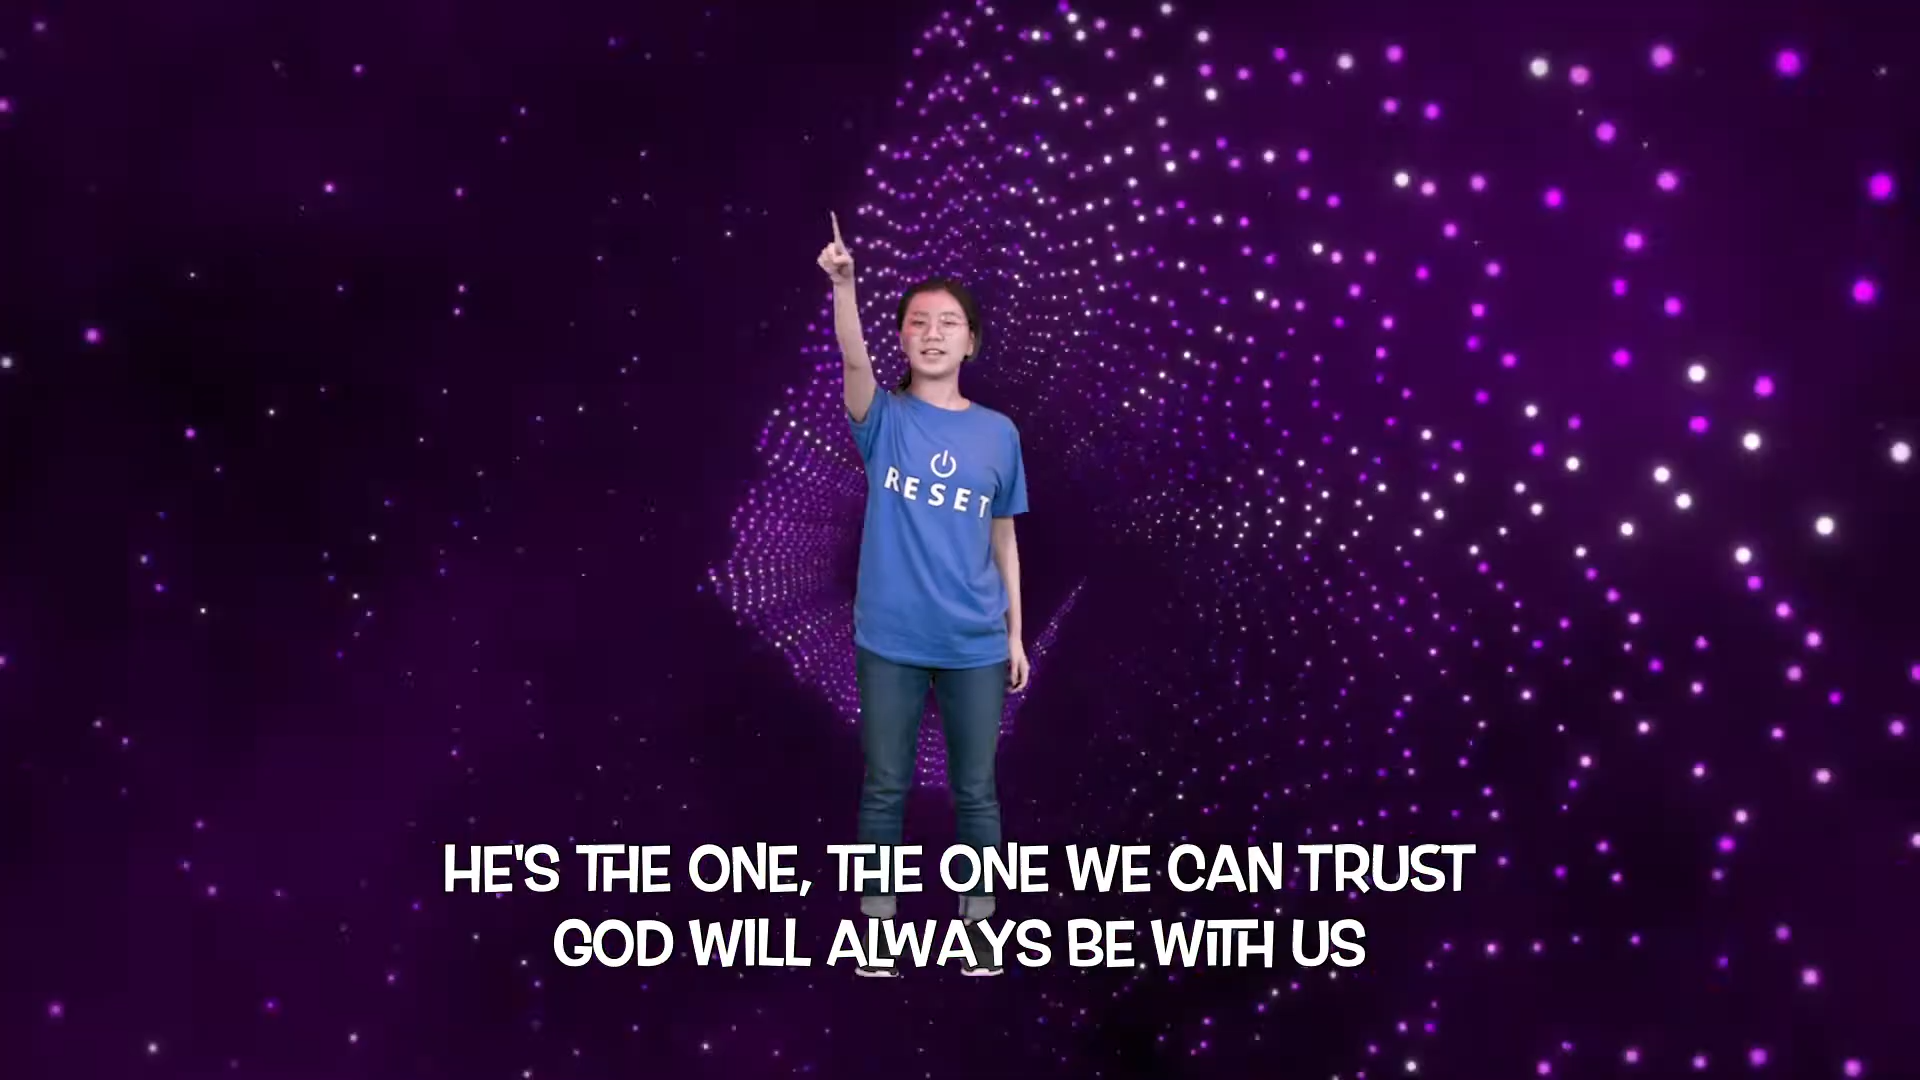 RESET
HE'S THE ONE, THE ONE WE CAN TRUST
GOD WILL ALWAYS BE WITH US